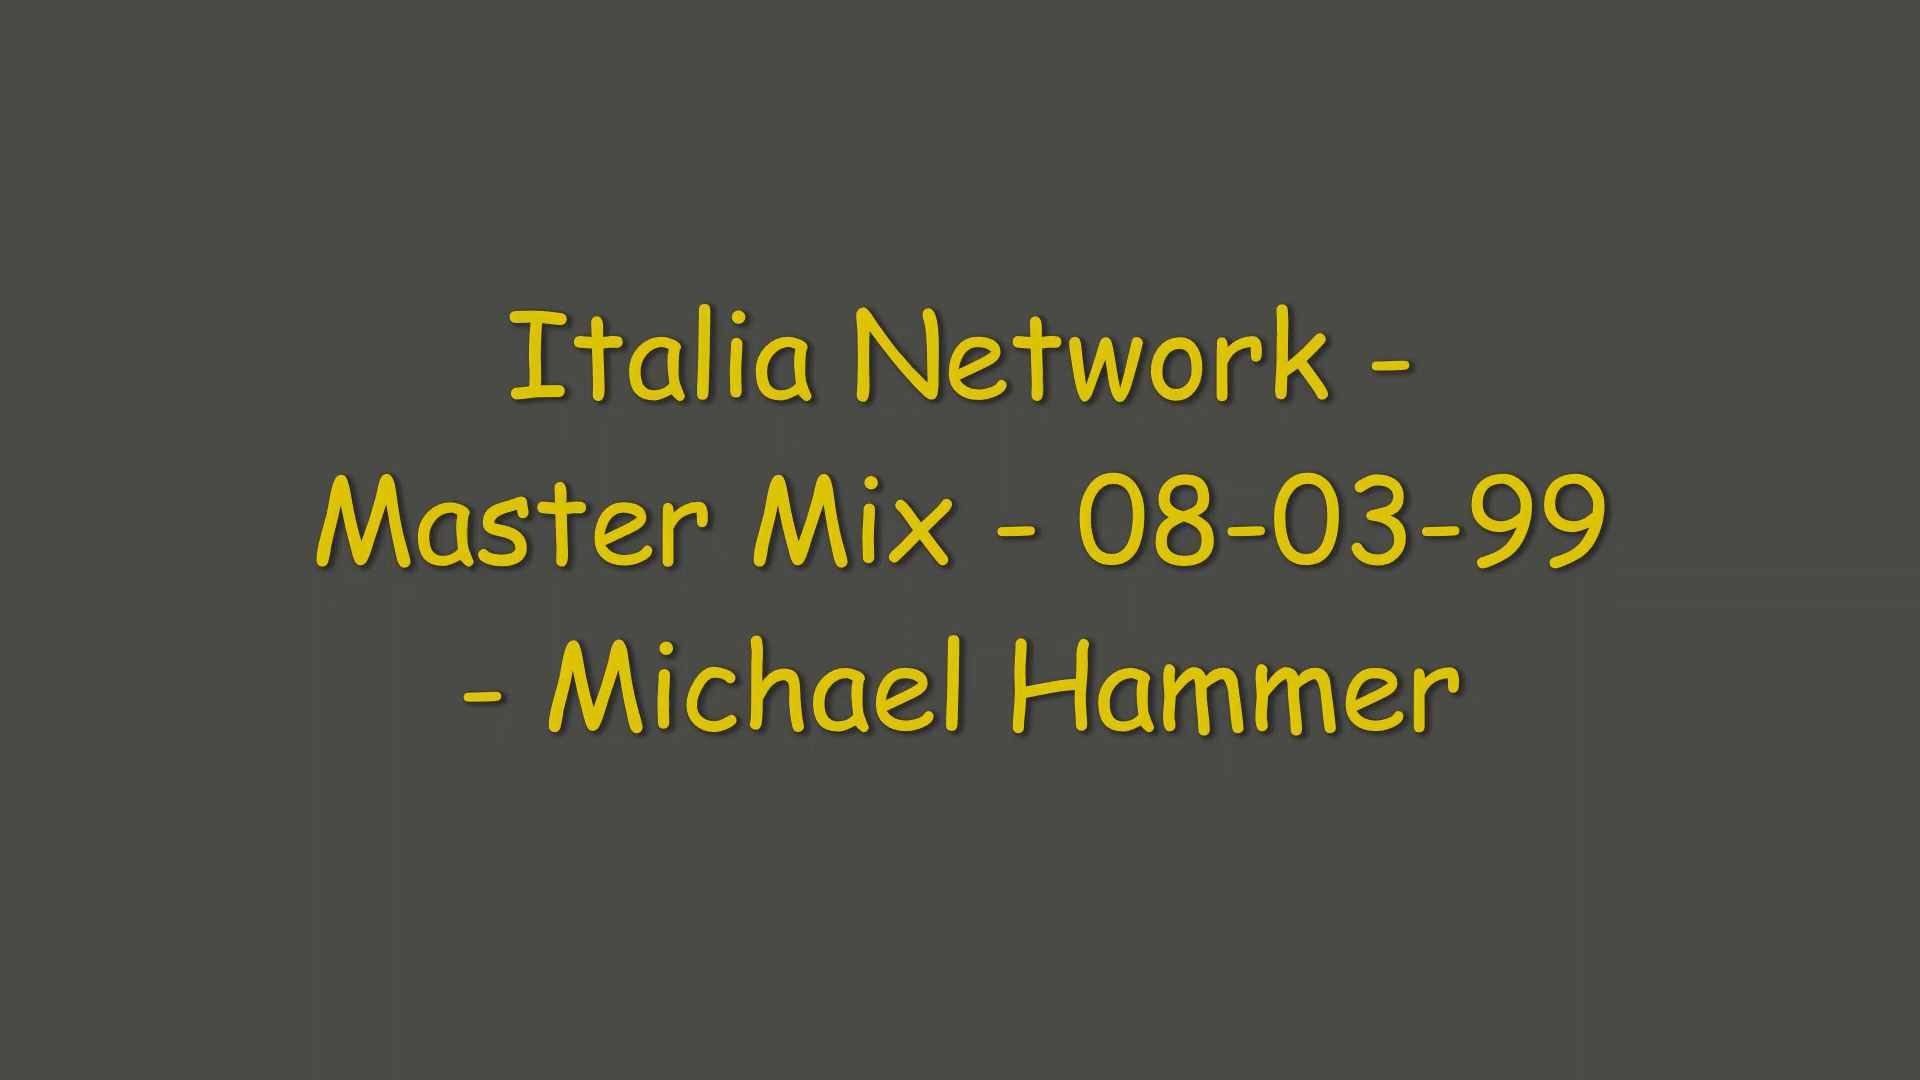 Italia Network -
Master Mix - 08-03-99
- Michael Hammer